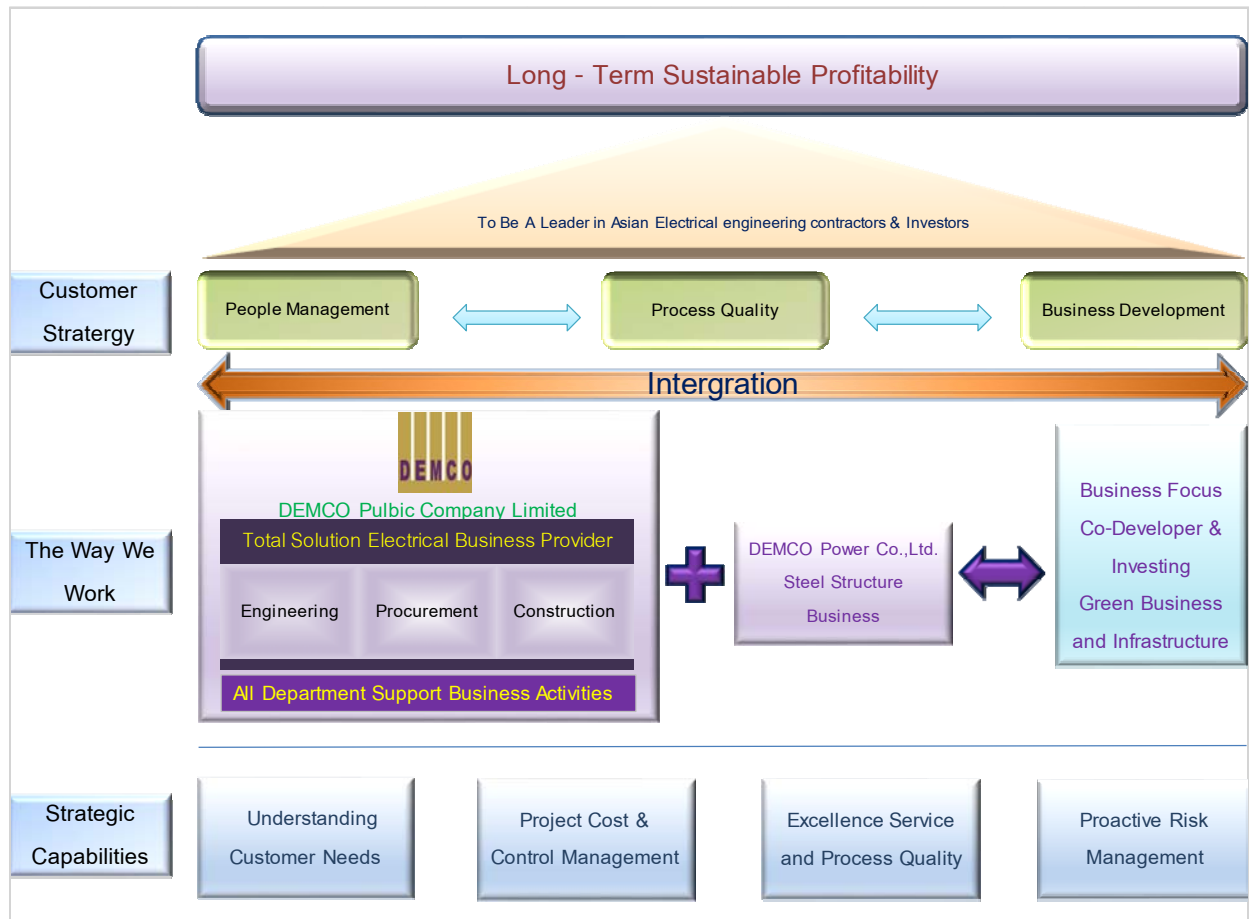 Long - Term Sustainable Profitability
To Be A Leader in Asian Electrical engineering contractors & Investors
Customer
Stratergy
People Management
Process Quality
Business Development
Intergration
The Way We
Work
DEMCO
DEMCO Pulbic Company Limited
Total Solution Electrical Business Provider
Engineering
Procurement
Construction
All Department Support Business Activities
DEMCO Power Co.,Ltd.
Steel Structure
Business
Business Focus
Co-Developer &
Investing
Green Business
and Infrastructure
Strategic
Capabilities
Understanding
Customer Needs
Project Cost &
Control Management
Excellence Service
and Process Quality
Proactive Risk
Management